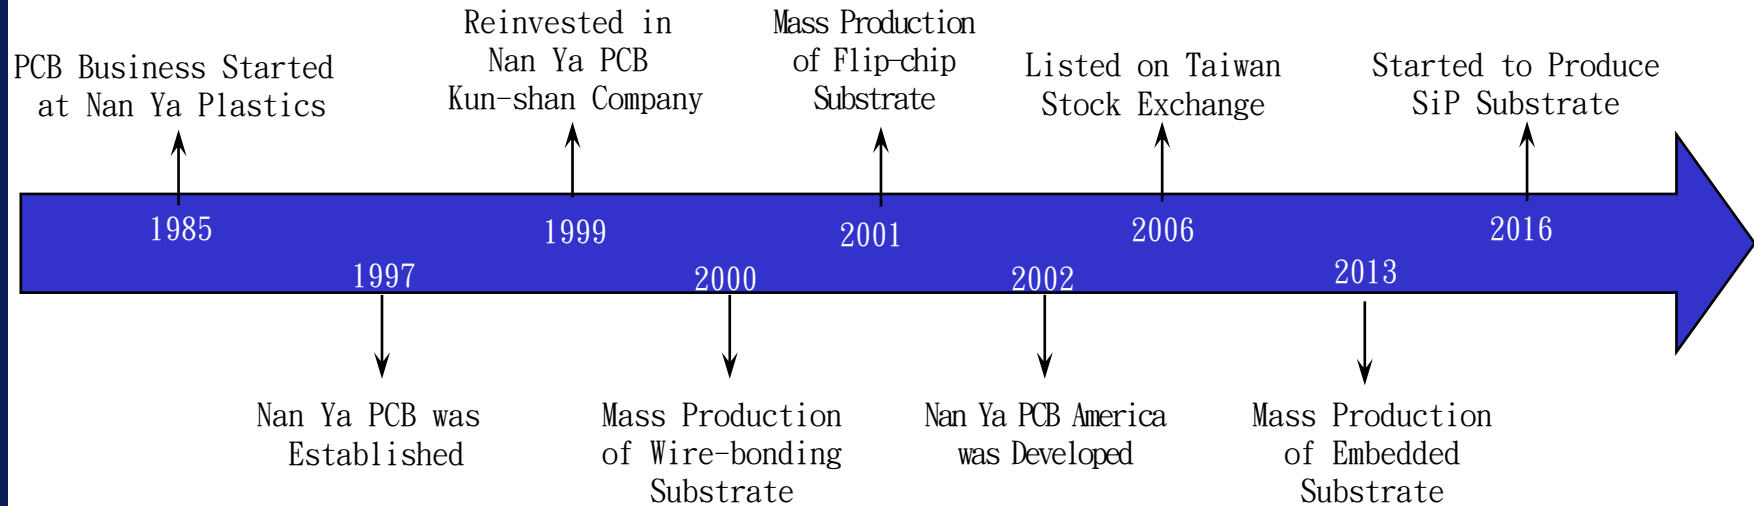 PCB Business Started
at Nan Ya Plastics
1985
1997
Nan Ya PCB was
Established
Reinvested in
Nan Ya PCB
Kun-shan Company
1999
2000
Mass Production
of Wire-bonding
Substrate
Mass Production
of Flip-chip
Substrate
2001
2002
Nan Ya PCB America
was Developed
Listed on Taiwan
Stock Exchange
2006
2013
Mass Production
of Embedded
Substrate
Started to Produce
SiP Substrate
2016